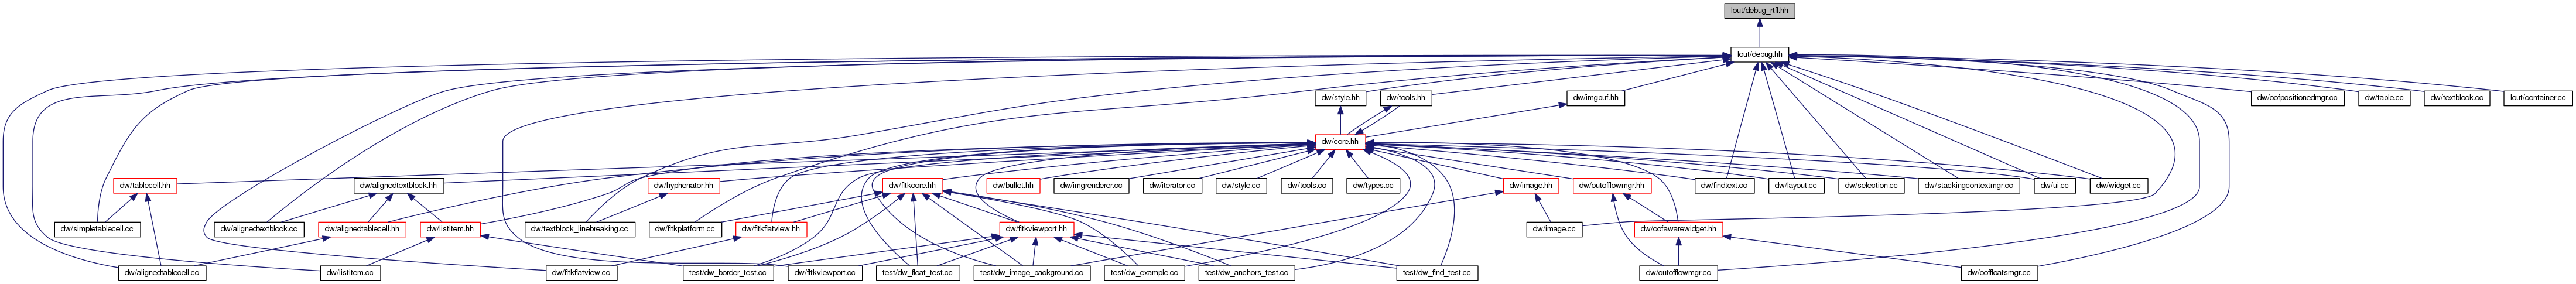 lout/debug_rtfl.hh
lout/debug.hh
dw/style.hh
dw/tools.hh
dw/imgbuf.hh
dw/oofpositionedmgr.cc
dw/table.cc
dw/textblock.cc
lout/container.cc
dw/core.hh
dw/tablecell.hh
dw/alignedtextblock.hh
dw/hyphenator.hh
dw/fltkcore.hh
dw/bullet.hh
dw/imgrenderer.cc
dw/iterator.cc
dw/style.cc
dw/tools.cc
dw/types.cc
dw/image.hh
dw/outofflowmgr.hh
dw/findtext.cc
dw/layout.cc
dw/selection.cc
dw/stackingcontextmgr.cc
dw/ui.cc
dw/widget.cc
dw/simpletablecell.cc
dw/alignedtextblock.cc
dw/alignedtablecell.hh
dw/listitem.hh
dw/textblock_linebreaking.cc
dw/fltkplatform.cc
dw/fltkflatview.hh
dw/fltkviewport.hh
dw/image.cc
dw/oofawarewidget.hh
dw/alignedtablecell.cc
dw/listitem.cc
dw/fltkflatview.cc
test/dw_border_test.cc
dw/fltkviewport.cc
test/dw_float_test.cc
test/dw_image_background.cc
test/dw_example.cc
test/dw_anchors_test.cc
test/dw_find_test.cc
dw/outofflowmgr.cc
dw/ooffloatsmgr.cc